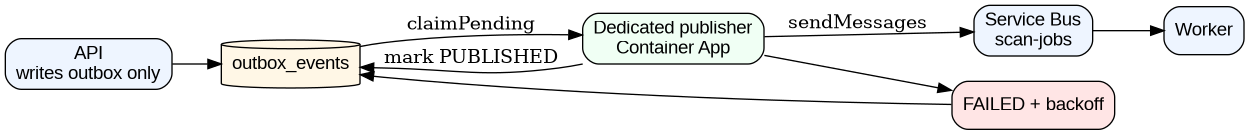 API
writes outbox only
outbox_events
claimPending
mark PUBLISHED
Dedicated publisher
Container App
sendMessages
Service Bus
scan-jobs
Worker
FAILED + backoff